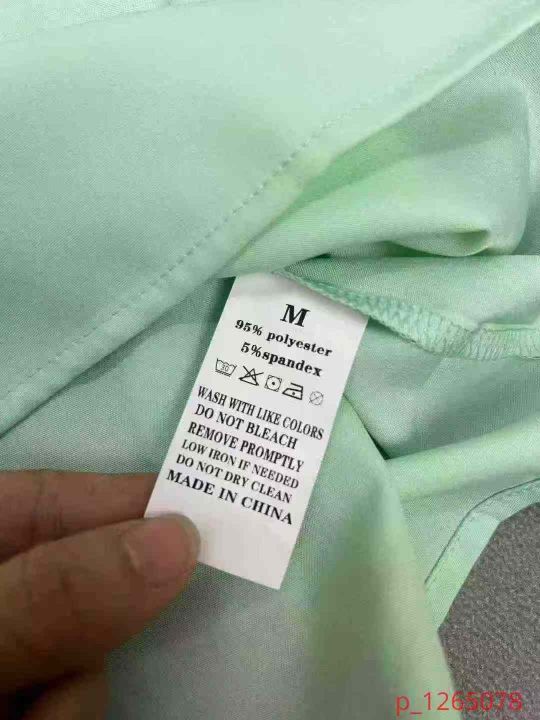 M
95% polyester
5%spandex
30
WASH WITH LIKE COLORS
DO NOT BLEACH
REMOVE PROMPTLY
LOW IRON IF NEEDED
DO NOT DRY CLEAN
MADE IN CHINA
p_1265078